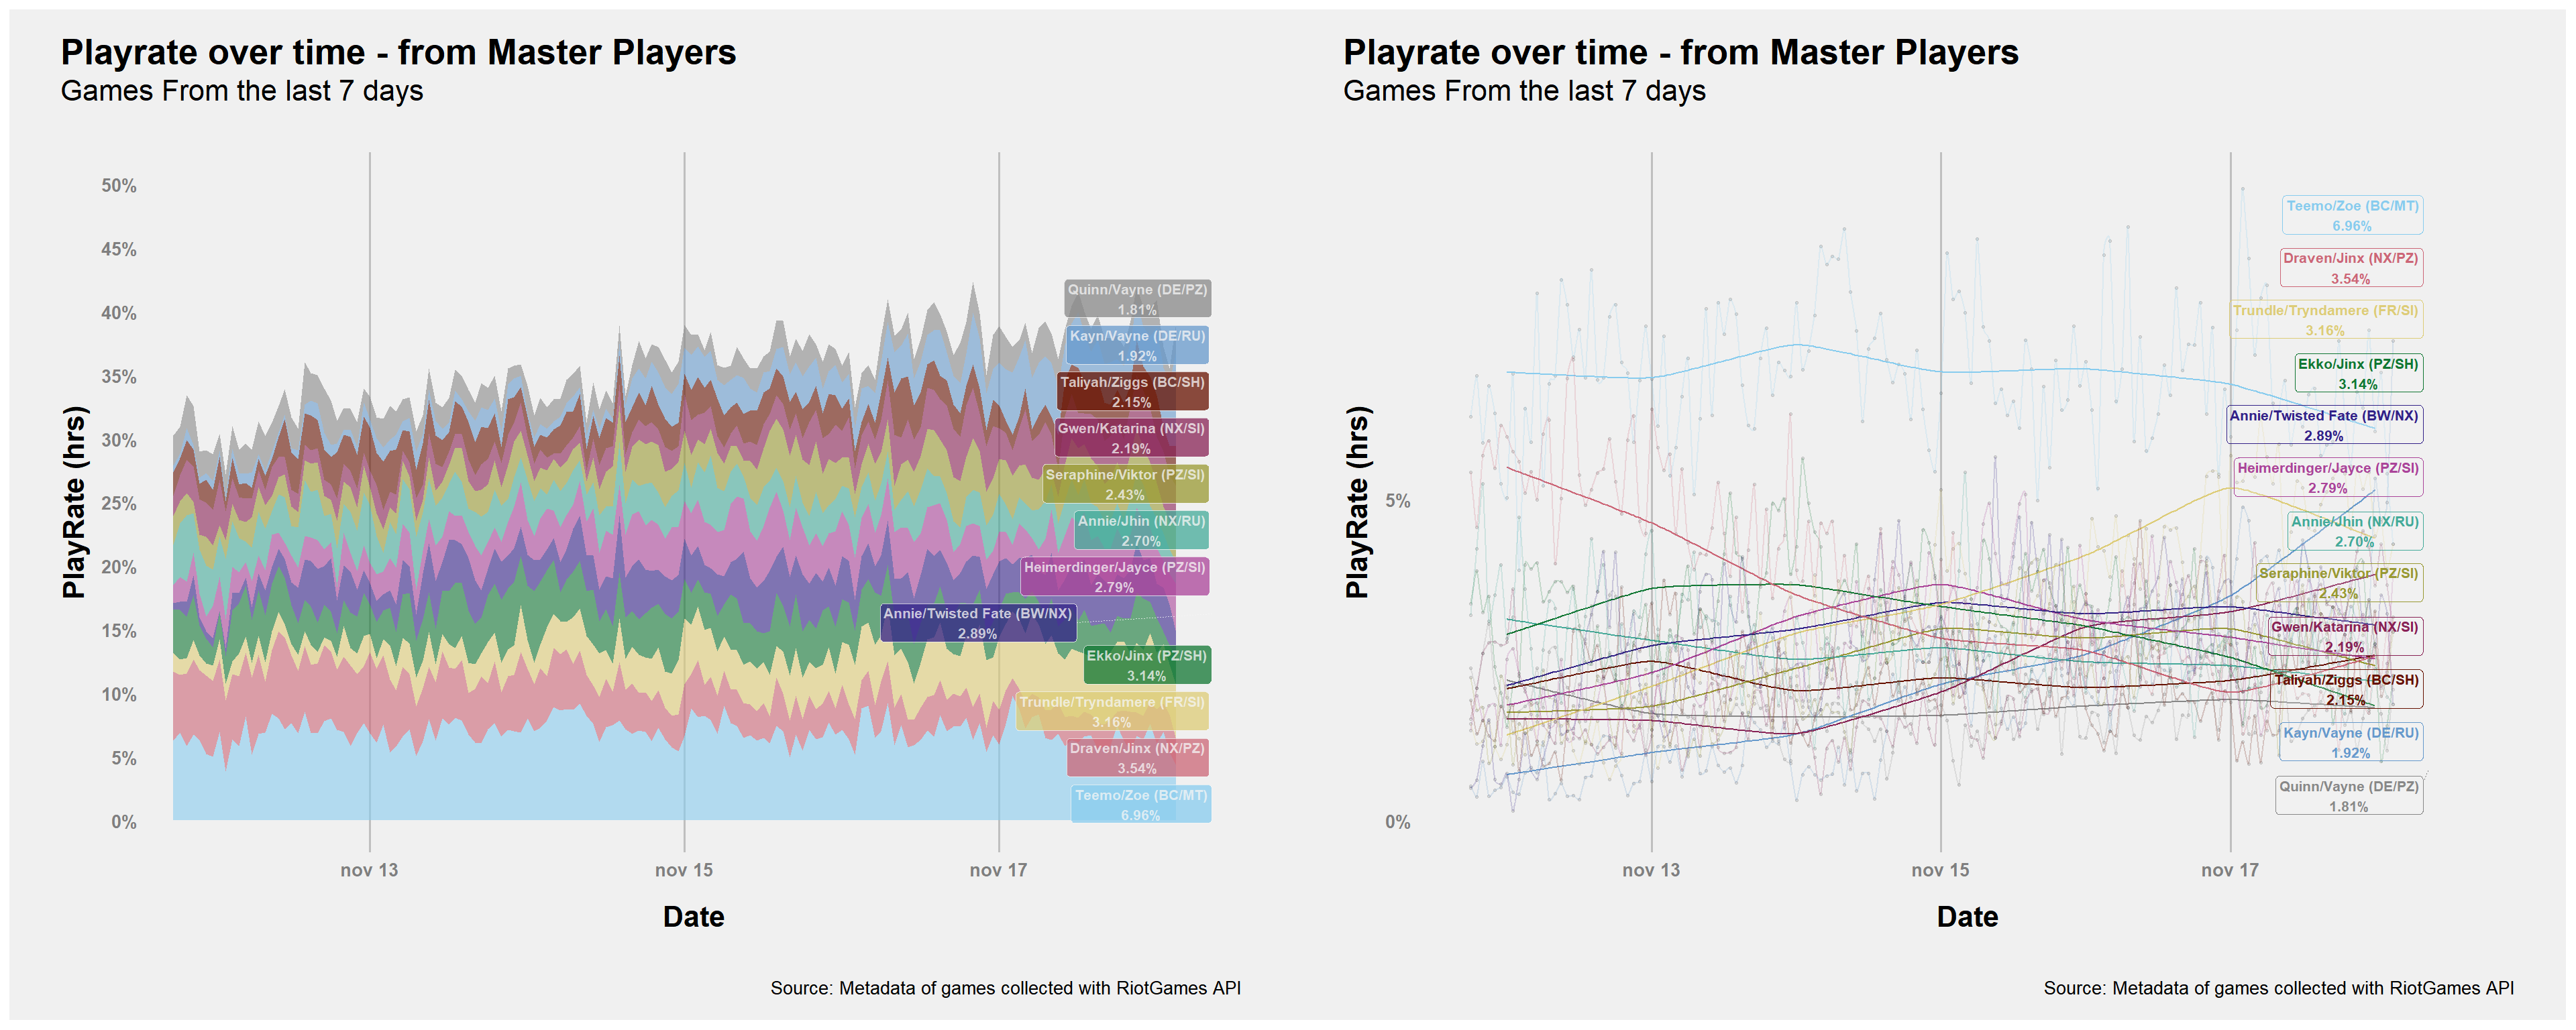 Playrate over time - from Master Players
Games From the last 7 days
PlayRate (hrs)
50%
45%
40%
35%
30%
25%
20%
15%
10%
5%
0%
Quinn/Vayne (DE/PZ)
1.81%
Kayn/Vayne (DE/RU)
1.92%
Taliyah/Ziggs (BC/SH)
2.15%
Gwen/Katarina (NX/SI)
2.19%
Seraphine/Viktor (PZ/SI)
2.43%
Annie/Jhin (NX/RU)
2.70%
Heimerdinger/Jayce (PZ/SI)
2.79%
Annie/Twisted Fate (BW/NX)
2.89%
Ekko/Jinx (PZ/SH)
3.14%
Trundle/Tryndamere (FR/SI)
3.16%
Draven/Jinx (NX/PZ)
3.54%
Teemo/Zoe (BC/MT)
6.96%
nov 13
nov 15
nov 17
Date
Source: Metadata of games collected with RiotGames API
Playrate over time - from Master Players
Games From the last 7 days
PlayRate (hrs)
5%
0%
Teemo/Zoe (BC/MT)
6.96%
Draven/Jinx (NX/PZ)
3.54%
Trundle/Tryndamere (FR/SI)
3.16%
Ekko/Jinx (PZ/SH)
3.14%
Annie/Twisted Fate (BW/NX)
2.89%
Heimerdinger/Jayce (PZ/SI)
2.79%
Annie/Jhin (NX/RU)
2.70%
Seraphine/Viktor (PZ/SI)
2.43%
Gwen/Katarina (NX/SI)
2.19%
Taliyah/Ziggs (BC/SH)
2.15%
Kayn/Vayne (DE/RU)
1.92%
Quinn/Vayne (DE/PZ)
1.81%
nov 13
nov 15
nov 17
Date
Source: Metadata of games collected with RiotGames API